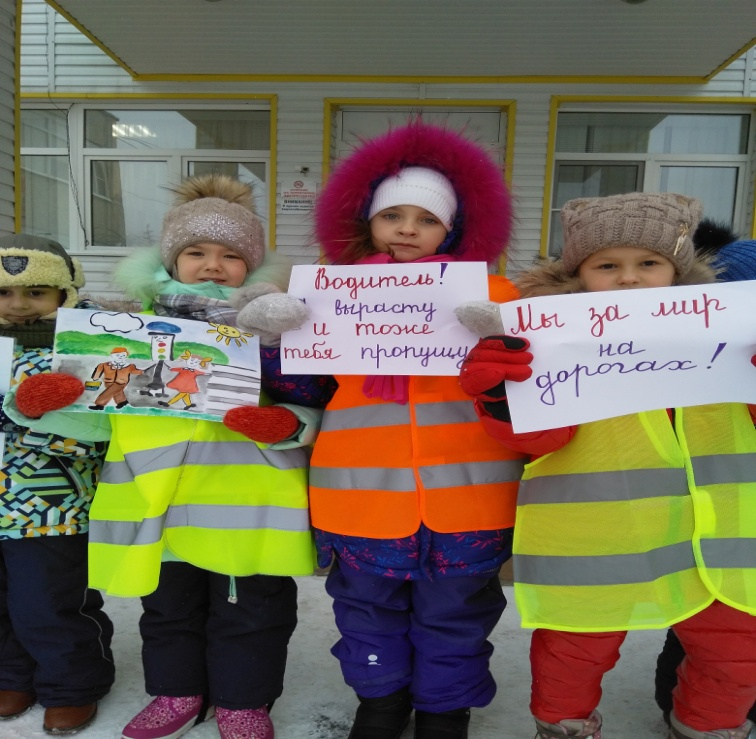 Водитель!
Я вырасту
и тоже
тебя пропущу
Мы за мир
на
дорогах!